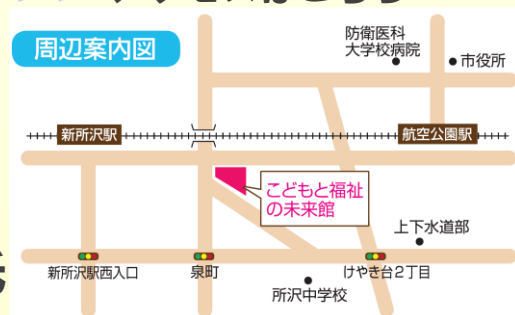 周辺案内図
防衛医科
大学校病院
市役所
新所沢駅
航空公園駅
こどもと福祉
の未来館
上下水道部
新所沢駅西入口
泉町
けやき台2丁目
所沢中学校